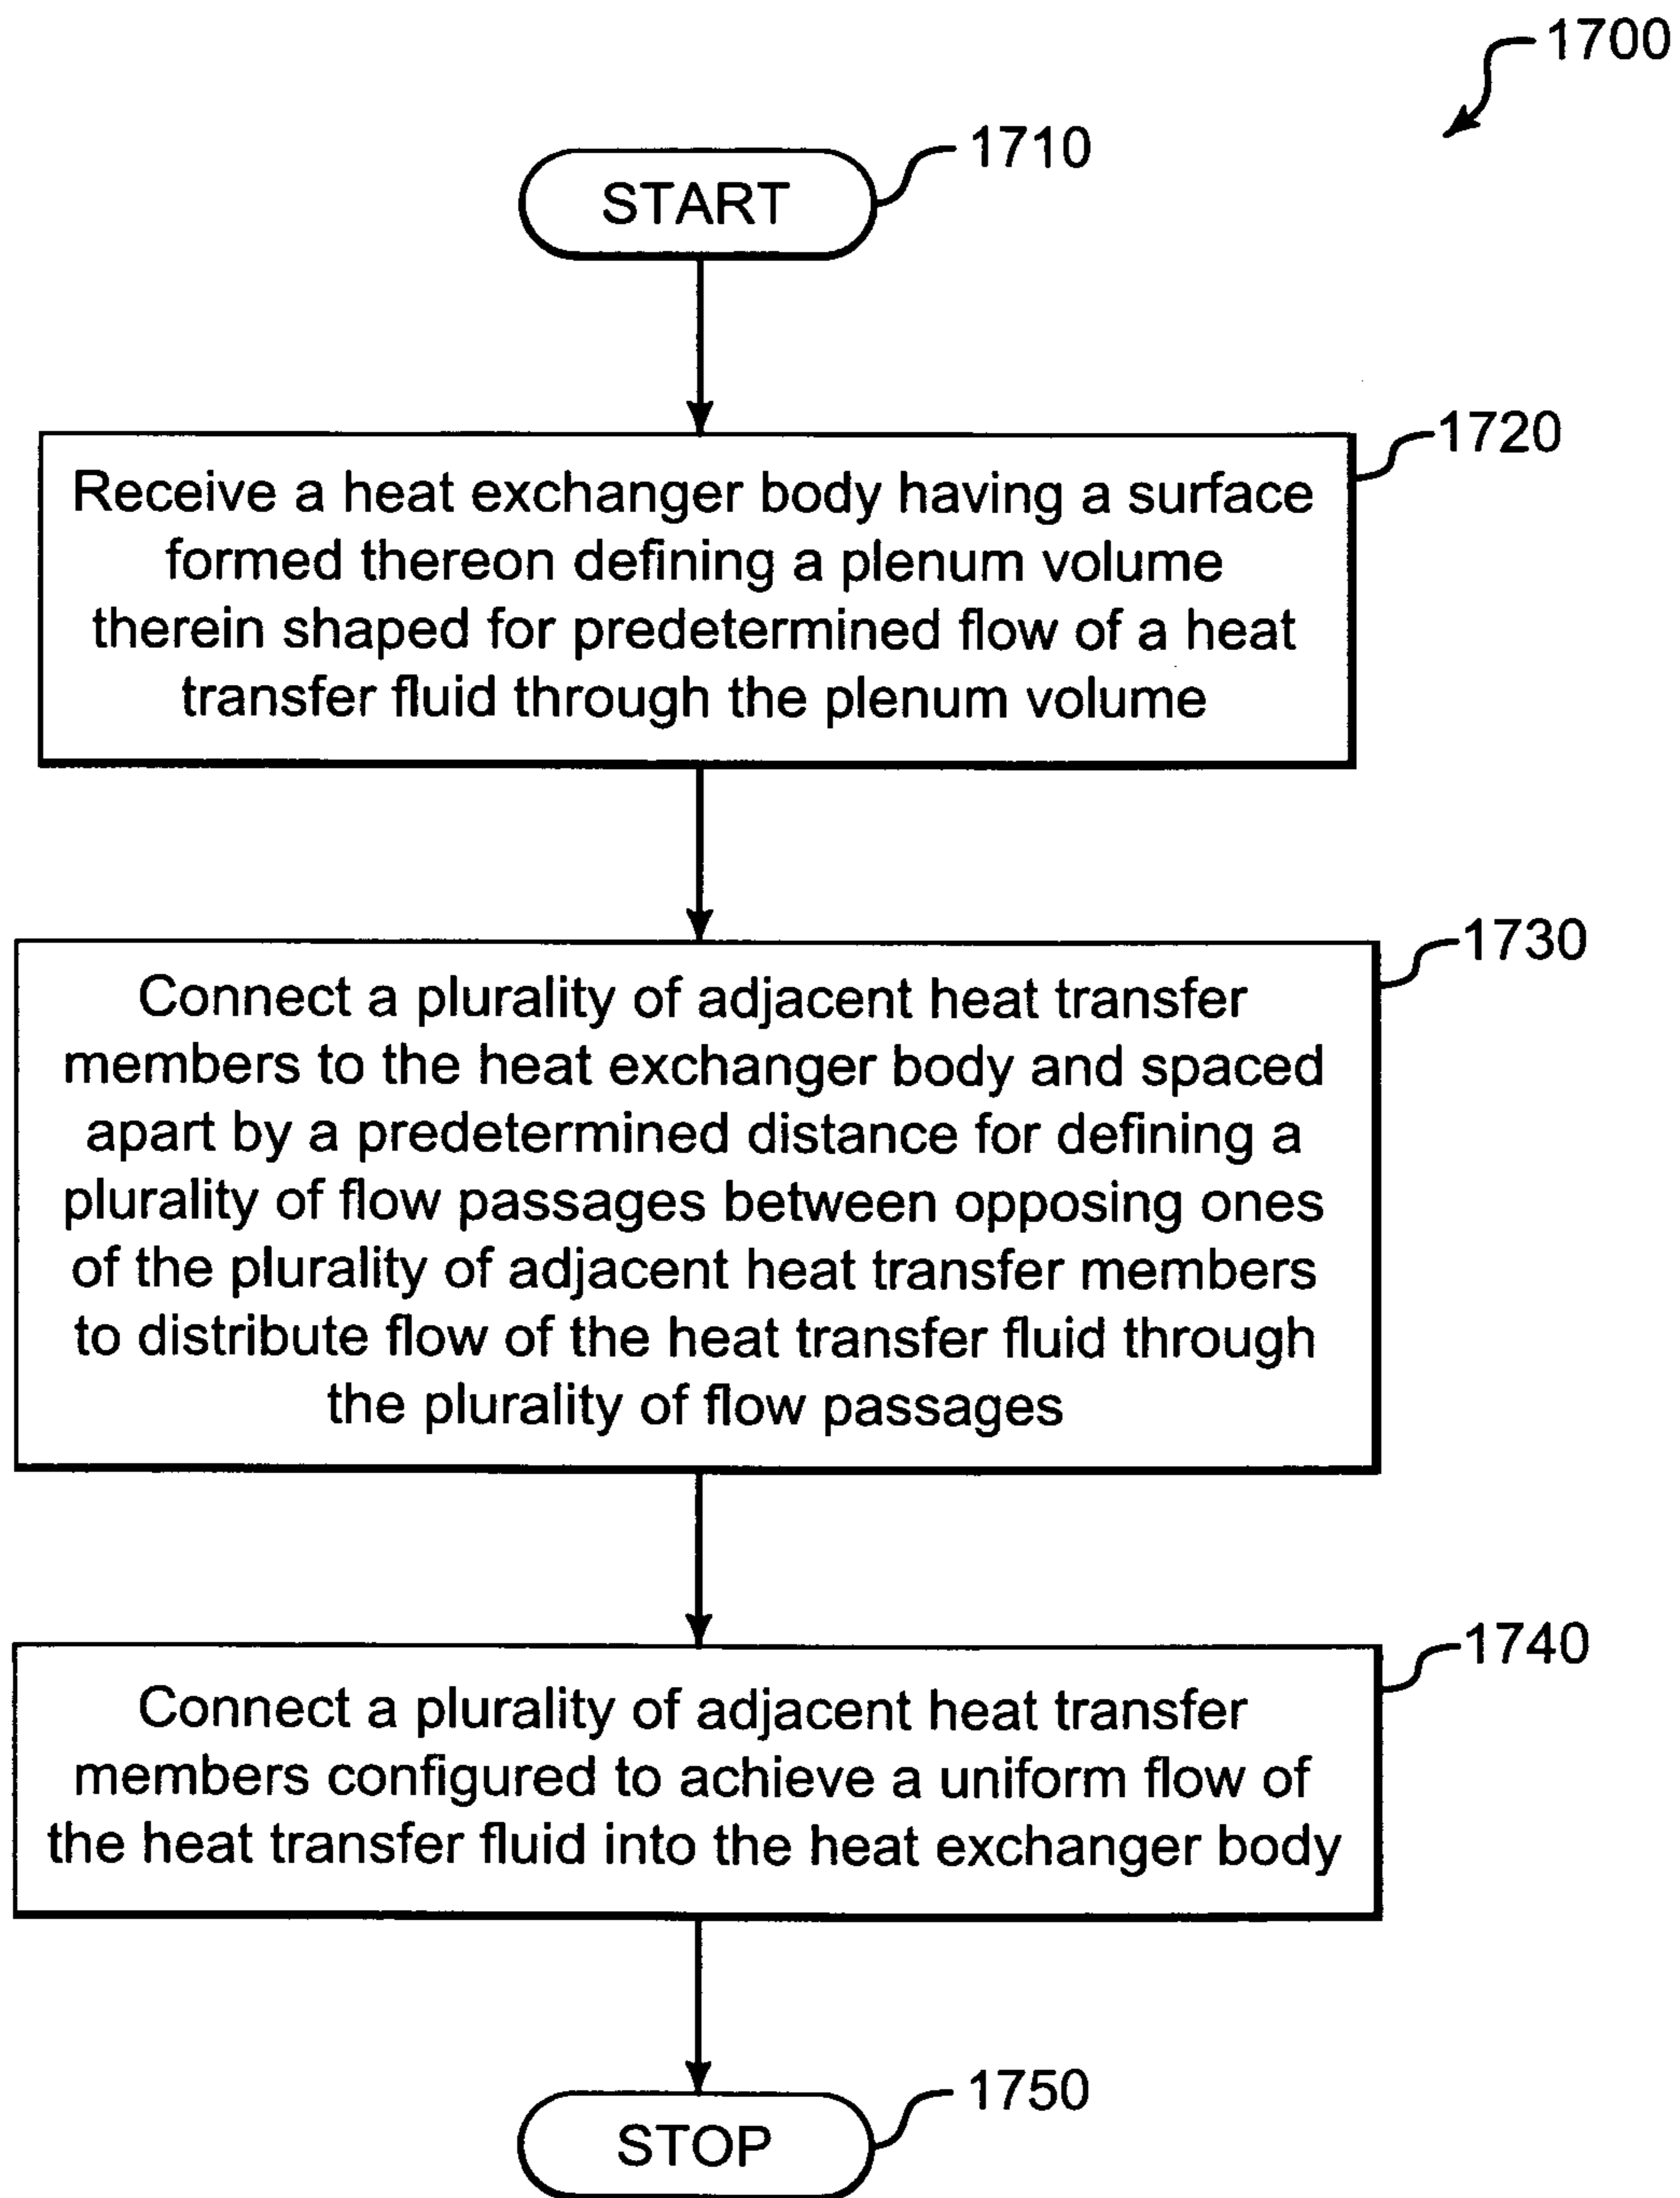 1700
START
1710
1720
Receive a heat exchanger body having a surface
formed thereon defining a plenum volume
therein shaped for predetermined flow of a heat
transfer fluid through the plenum volume
1730
Connect a plurality of adjacent heat transfer
members to the heat exchanger body and spaced
apart by a predetermined distance for defining a
plurality of flow passages between opposing ones
of the plurality of adjacent heat transfer members
to distribute flow of the heat transfer fluid through
the plurality of flow passages
1740
Connect a plurality of adjacent heat transfer
members configured to achieve a uniform flow of
the heat transfer fluid into the heat exchanger body
1750
STOP